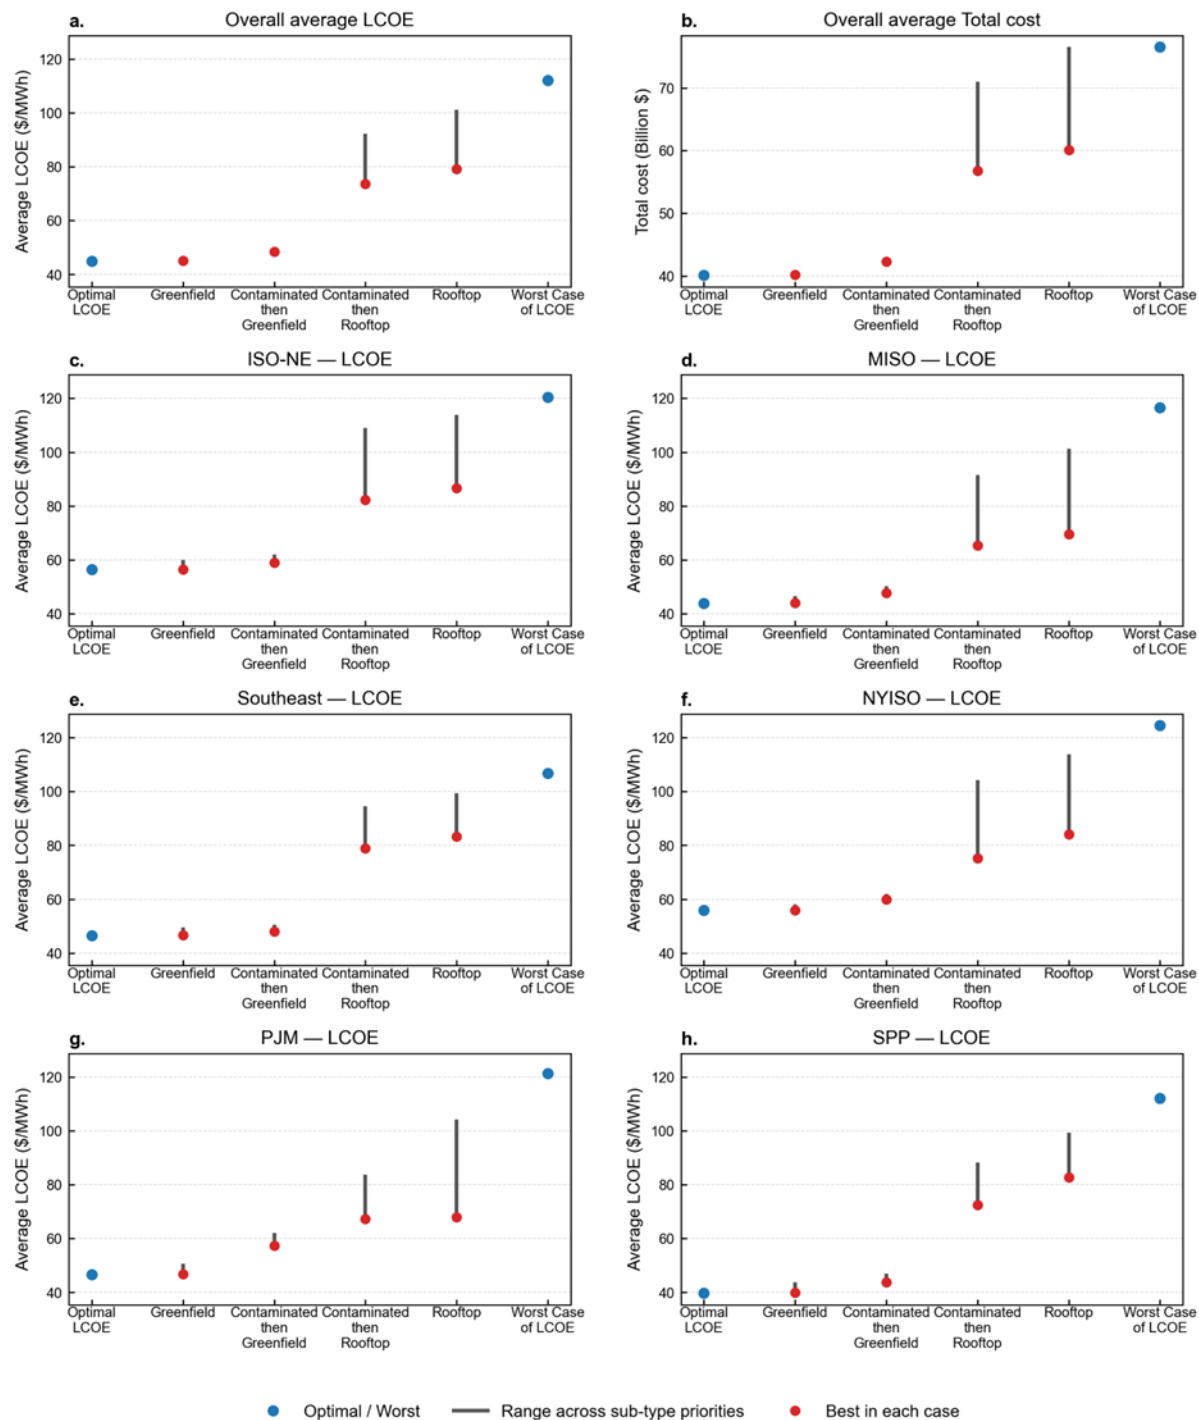 a. Overall average LCOE
Average LCOE ($/MWh)
120
100
80
60
40
Optimal
LCOE
Greenfield
Contaminated
then
Greenfield
Contaminated
then
Rooftop
Rooftop
Worst Case
of LCOE
b. Overall average Total cost
Total cost (Billion $)
70
60
50
40
Optimal
LCOE
Greenfield
Contaminated
then
Greenfield
Contaminated
then
Rooftop
Rooftop
Worst Case
of LCOE
c. ISO-NE — LCOE
Average LCOE ($/MWh)
120
100
80
60
40
Optimal
LCOE
Greenfield
Contaminated
then
Greenfield
Contaminated
then
Rooftop
Rooftop
Worst Case
of LCOE
d. MISO — LCOE
Average LCOE ($/MWh)
120
100
80
60
40
Optimal
LCOE
Greenfield
Contaminated
then
Greenfield
Contaminated
then
Rooftop
Rooftop
Worst Case
of LCOE
e. Southeast — LCOE
Average LCOE ($/MWh)
120
100
80
60
40
Optimal
LCOE
Greenfield
Contaminated
then
Greenfield
Contaminated
then
Rooftop
Rooftop
Worst Case
of LCOE
f. NYISO — LCOE
Average LCOE ($/MWh)
120
100
80
60
40
Optimal
LCOE
Greenfield
Contaminated
then
Greenfield
Contaminated
then
Rooftop
Rooftop
Worst Case
of LCOE
g. PJM — LCOE
Average LCOE ($/MWh)
120
100
80
60
40
Optimal
LCOE
Greenfield
Contaminated
then
Greenfield
Contaminated
then
Rooftop
Rooftop
Worst Case
of LCOE
h. SPP — LCOE
Average LCOE ($/MWh)
120
100
80
60
40
Optimal
LCOE
Greenfield
Contaminated
then
Greenfield
Contaminated
then
Rooftop
Rooftop
Worst Case
of LCOE
Optimal / Worst
Range across sub-type priorities
Best in each case